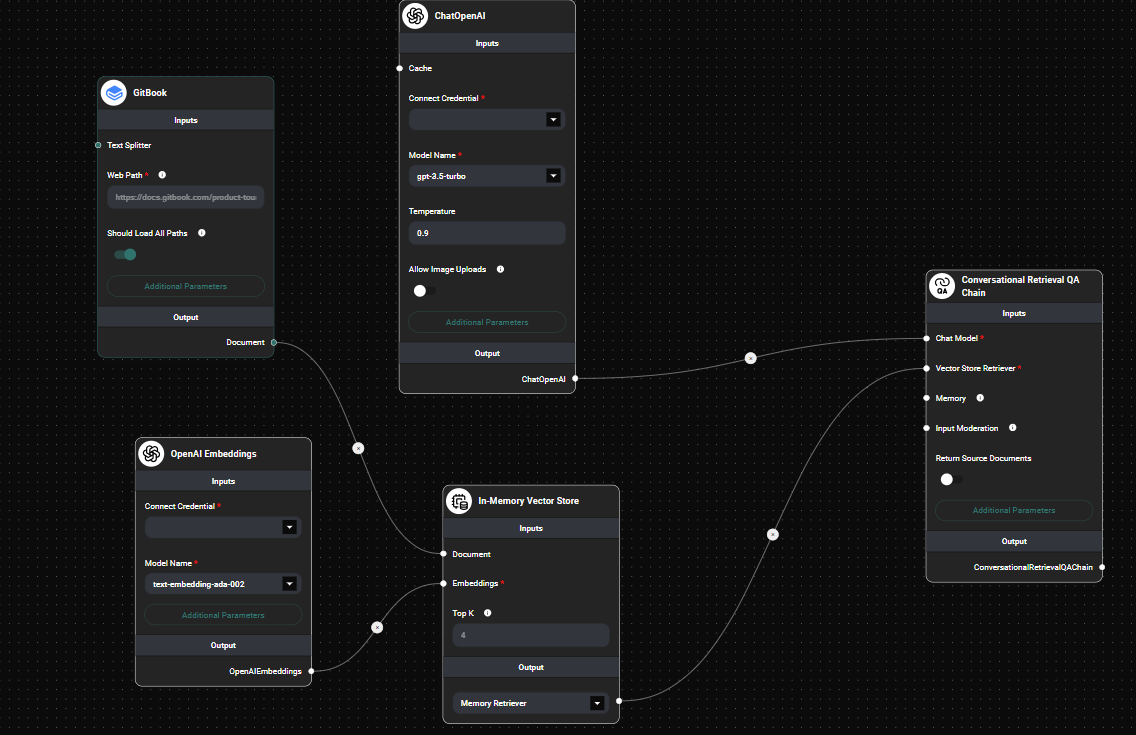 GitBook
Inputs
Text Splitter
Web Path *
https://docs.gitbook.com/product-tou
Should Load All Paths
Additional Parameters
Output
Document
ChatOpenAI
Inputs
Cache
Connect Credential *
Model Name *
gpt-3.5-turbo
Temperature
0.9
Allow Image Uploads
Additional Parameters
Output
ChatOpenAI
OpenAI Embeddings
Inputs
Connect Credential *
Model Name *
text-embedding-ada-002
Additional Parameters
Output
OpenAIEmbeddings
In-Memory Vector Store
Inputs
Document
Embeddings *
Top K
4
Output
Memory Retriever
QA
Conversational Retrieval QA
Chain
Inputs
Chat Model *
Vector Store Retriever *
Memory
Input Moderation
Return Source Documents
Additional Parameters
Output
ConversationalRetrievalQAChain